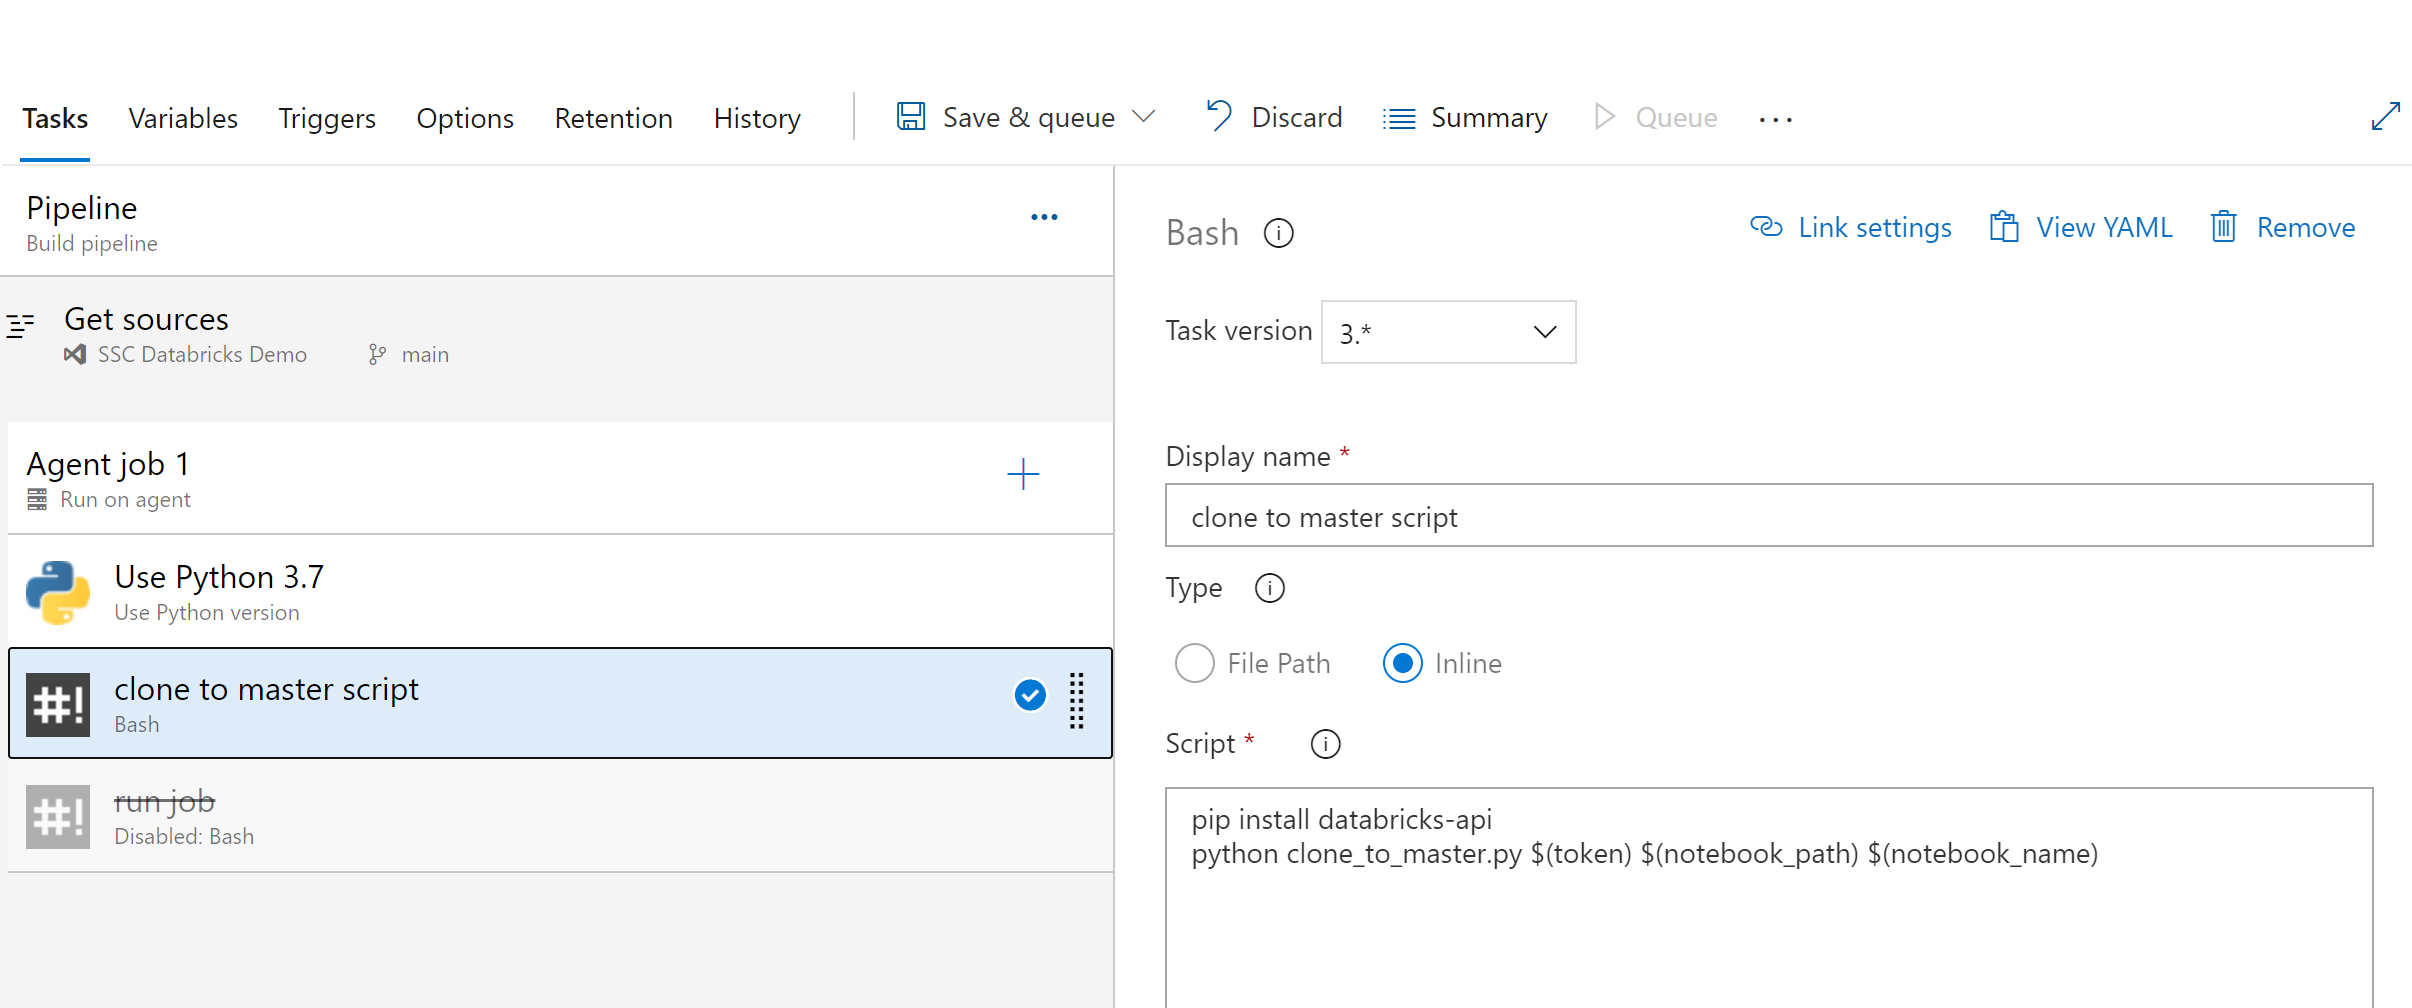 Tasks Variables Triggers Options Retention History Save & queue Discard Summary Queue ...
Pipeline
Build pipeline
Get sources
SSC Databricks Demo main
Agent job 1
Run on agent
Use Python 3.7
Use Python version
clone to master script
Bash
run job
Disabled: Bash
Bash Link settings View YAML Remove
Task version 3.*
Display name *
clone to master script
Type
File Path Inline
Script *
pip install databricks-api
python clone_to_master.py $(token) $(notebook_path) $(notebook_name)